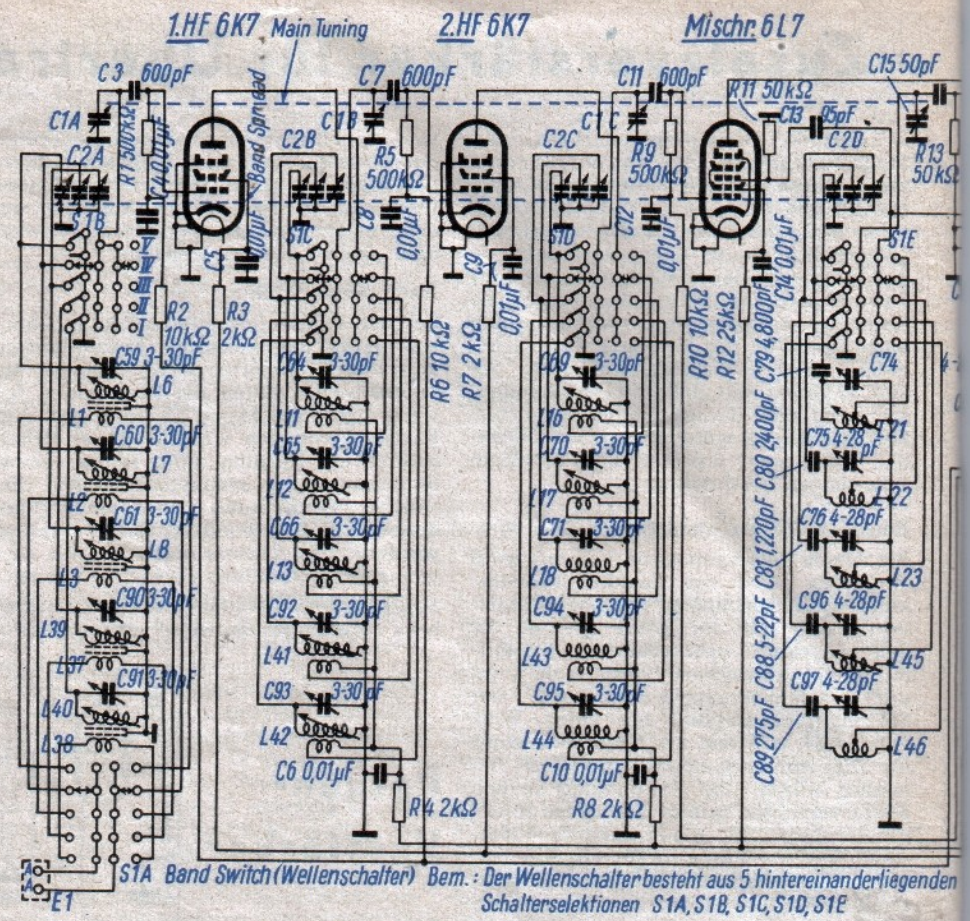 1.HF 6K7
Main Tuning
2.HF 6K7
Mischr. 6L7
C3
600pF
C7
600pF
C11
600pF
C15 50pF
C1A
R1 500kΩ
C4 0,01µF
Band Spread
C1B
R5
500kΩ
C1C
R9
500kΩ
R11 50kΩ
C13
95pF
C2D
R13
50kΩ
C2A
C2B
C2C
S1B
C5
0,01µF
S1C
C8
0,01µF
C9
0,01µF
S1D
C12
0,01µF
C14 0,01µF
S1E
V
IV
III
II
I
R2
10kΩ
R3
2kΩ
R6 10kΩ
R7 2kΩ
R10 10kΩ
R12 25kΩ
C79 4,800pF
C59 3-30pF
L6
L1
C60 3-30pF
L7
L2
C61 3-30pF
L8
L3
C90 3-30pF
L39
L37
C91 3-30pF
L40
L38
C64 3-30pF
L11
C65 3-30pF
L12
C66 3-30pF
L13
C92 3-30pF
L41
C93 3-30pF
L42
C6 0,01µF
R4 2kΩ
C69 3-30pF
L16
C70 3-30pF
L17
C71 3-30pF
L18
C94 3-30pF
L43
C95 3-30pF
L44
C10 0,01µF
R8 2kΩ
C74
L21
C80 2,400pF
C75 4-28pF
L22
C81 1,220pF
C76 4-28pF
L23
C88 5-22pF
C96 4-28pF
L45
C89 275pF
C97 4-28pF
L46
A
A
E1
S1A Band Switch (Wellenschalter) Bem.: Der Wellenschalter besteht aus 5 hintereinanderliegenden
Schalterselektionen S1A, S1B, S1C, S1D, S1E